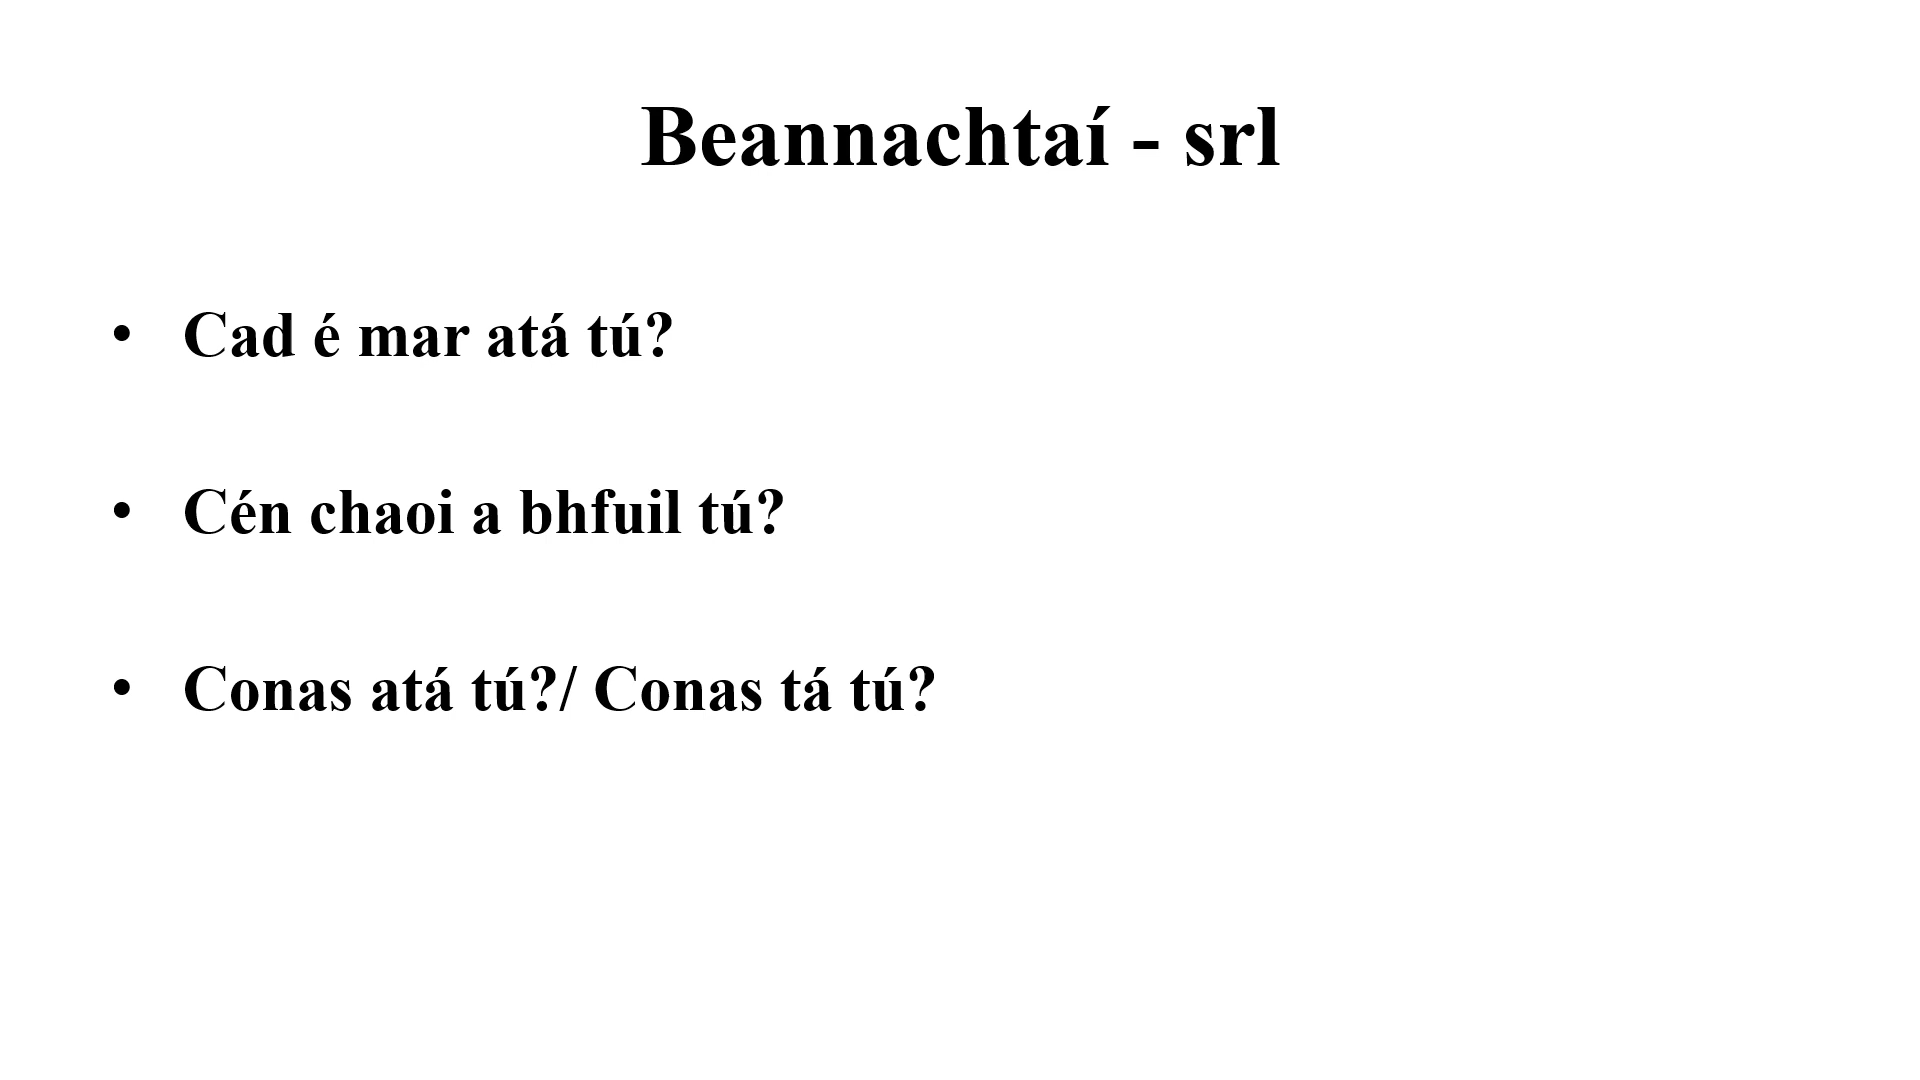 Beannachtaí - srl
• Cad é mar atá tú?
• Cén chaoi a bhfuil tú?
• Conas atá tú?/ Conas tá tú?